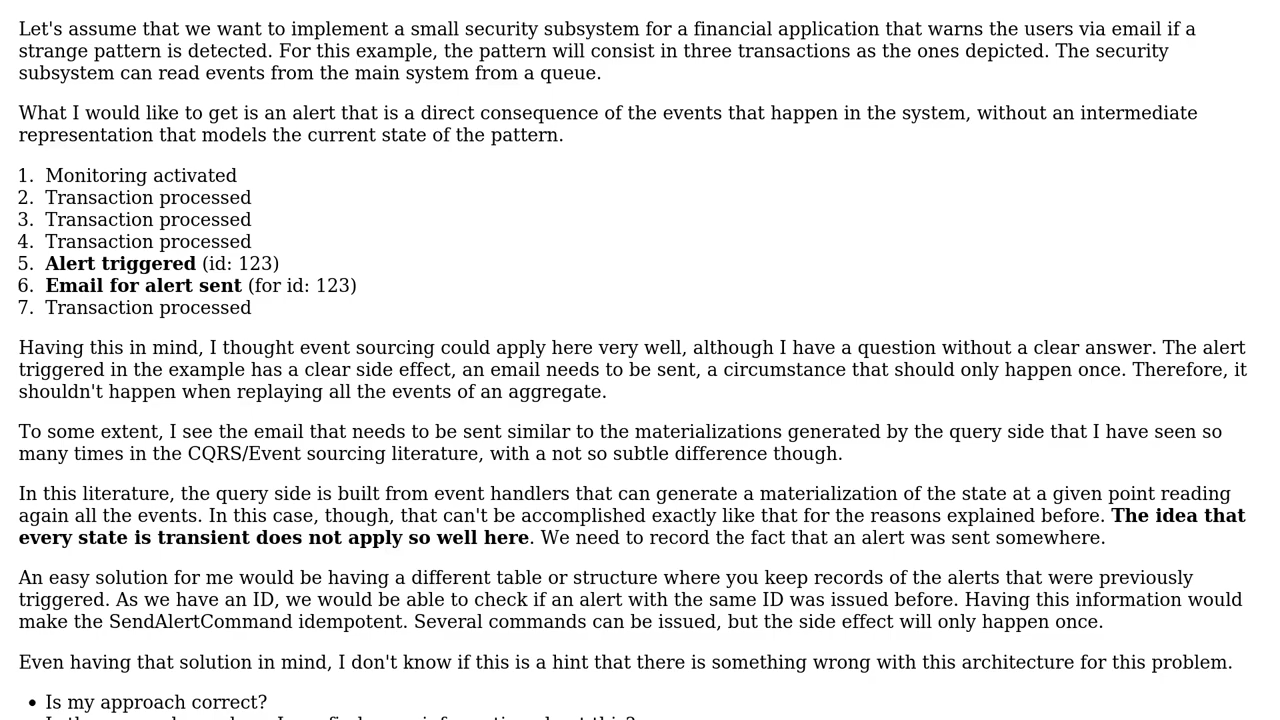 Let's assume that we want to implement a small security subsystem for a financial application that warns the users via email if a
strange pattern is detected. For this example, the pattern will consist in three transactions as the ones depicted. The security
subsystem can read events from the main system from a queue.
What I would like to get is an alert that is a direct consequence of the events that happen in the system, without an intermediate
representation that models the current state of the pattern.
1. Monitoring activated
2. Transaction processed
3. Transaction processed
4. Transaction processed
5. Alert triggered (id: 123)
6. Email for alert sent (for id: 123)
7. Transaction processed
Having this in mind, I thought event sourcing could apply here very well, although I have a question without a clear answer. The alert
triggered in the example has a clear side effect, an email needs to be sent, a circumstance that should only happen once. Therefore, it
shouldn't happen when replaying all the events of an aggregate.
To some extent, I see the email that needs to be sent similar to the materializations generated by the query side that I have seen so
many times in the CQRS/Event sourcing literature, with a not so subtle difference though.
In this literature, the query side is built from event handlers that can generate a materialization of the state at a given point reading
again all the events. In this case, though, that can't be accomplished exactly like that for the reasons explained before. The idea that
every state is transient does not apply so well here. We need to record the fact that an alert was sent somewhere.
An easy solution for me would be having a different table or structure where you keep records of the alerts that were previously
triggered. As we have an ID, we would be able to check if an alert with the same ID was issued before. Having this information would
make the SendAlertCommand idempotent. Several commands can be issued, but the side effect will only happen once.
Even having that solution in mind, I don't know if this is a hint that there is something wrong with this architecture for this problem.
• Is my approach correct?